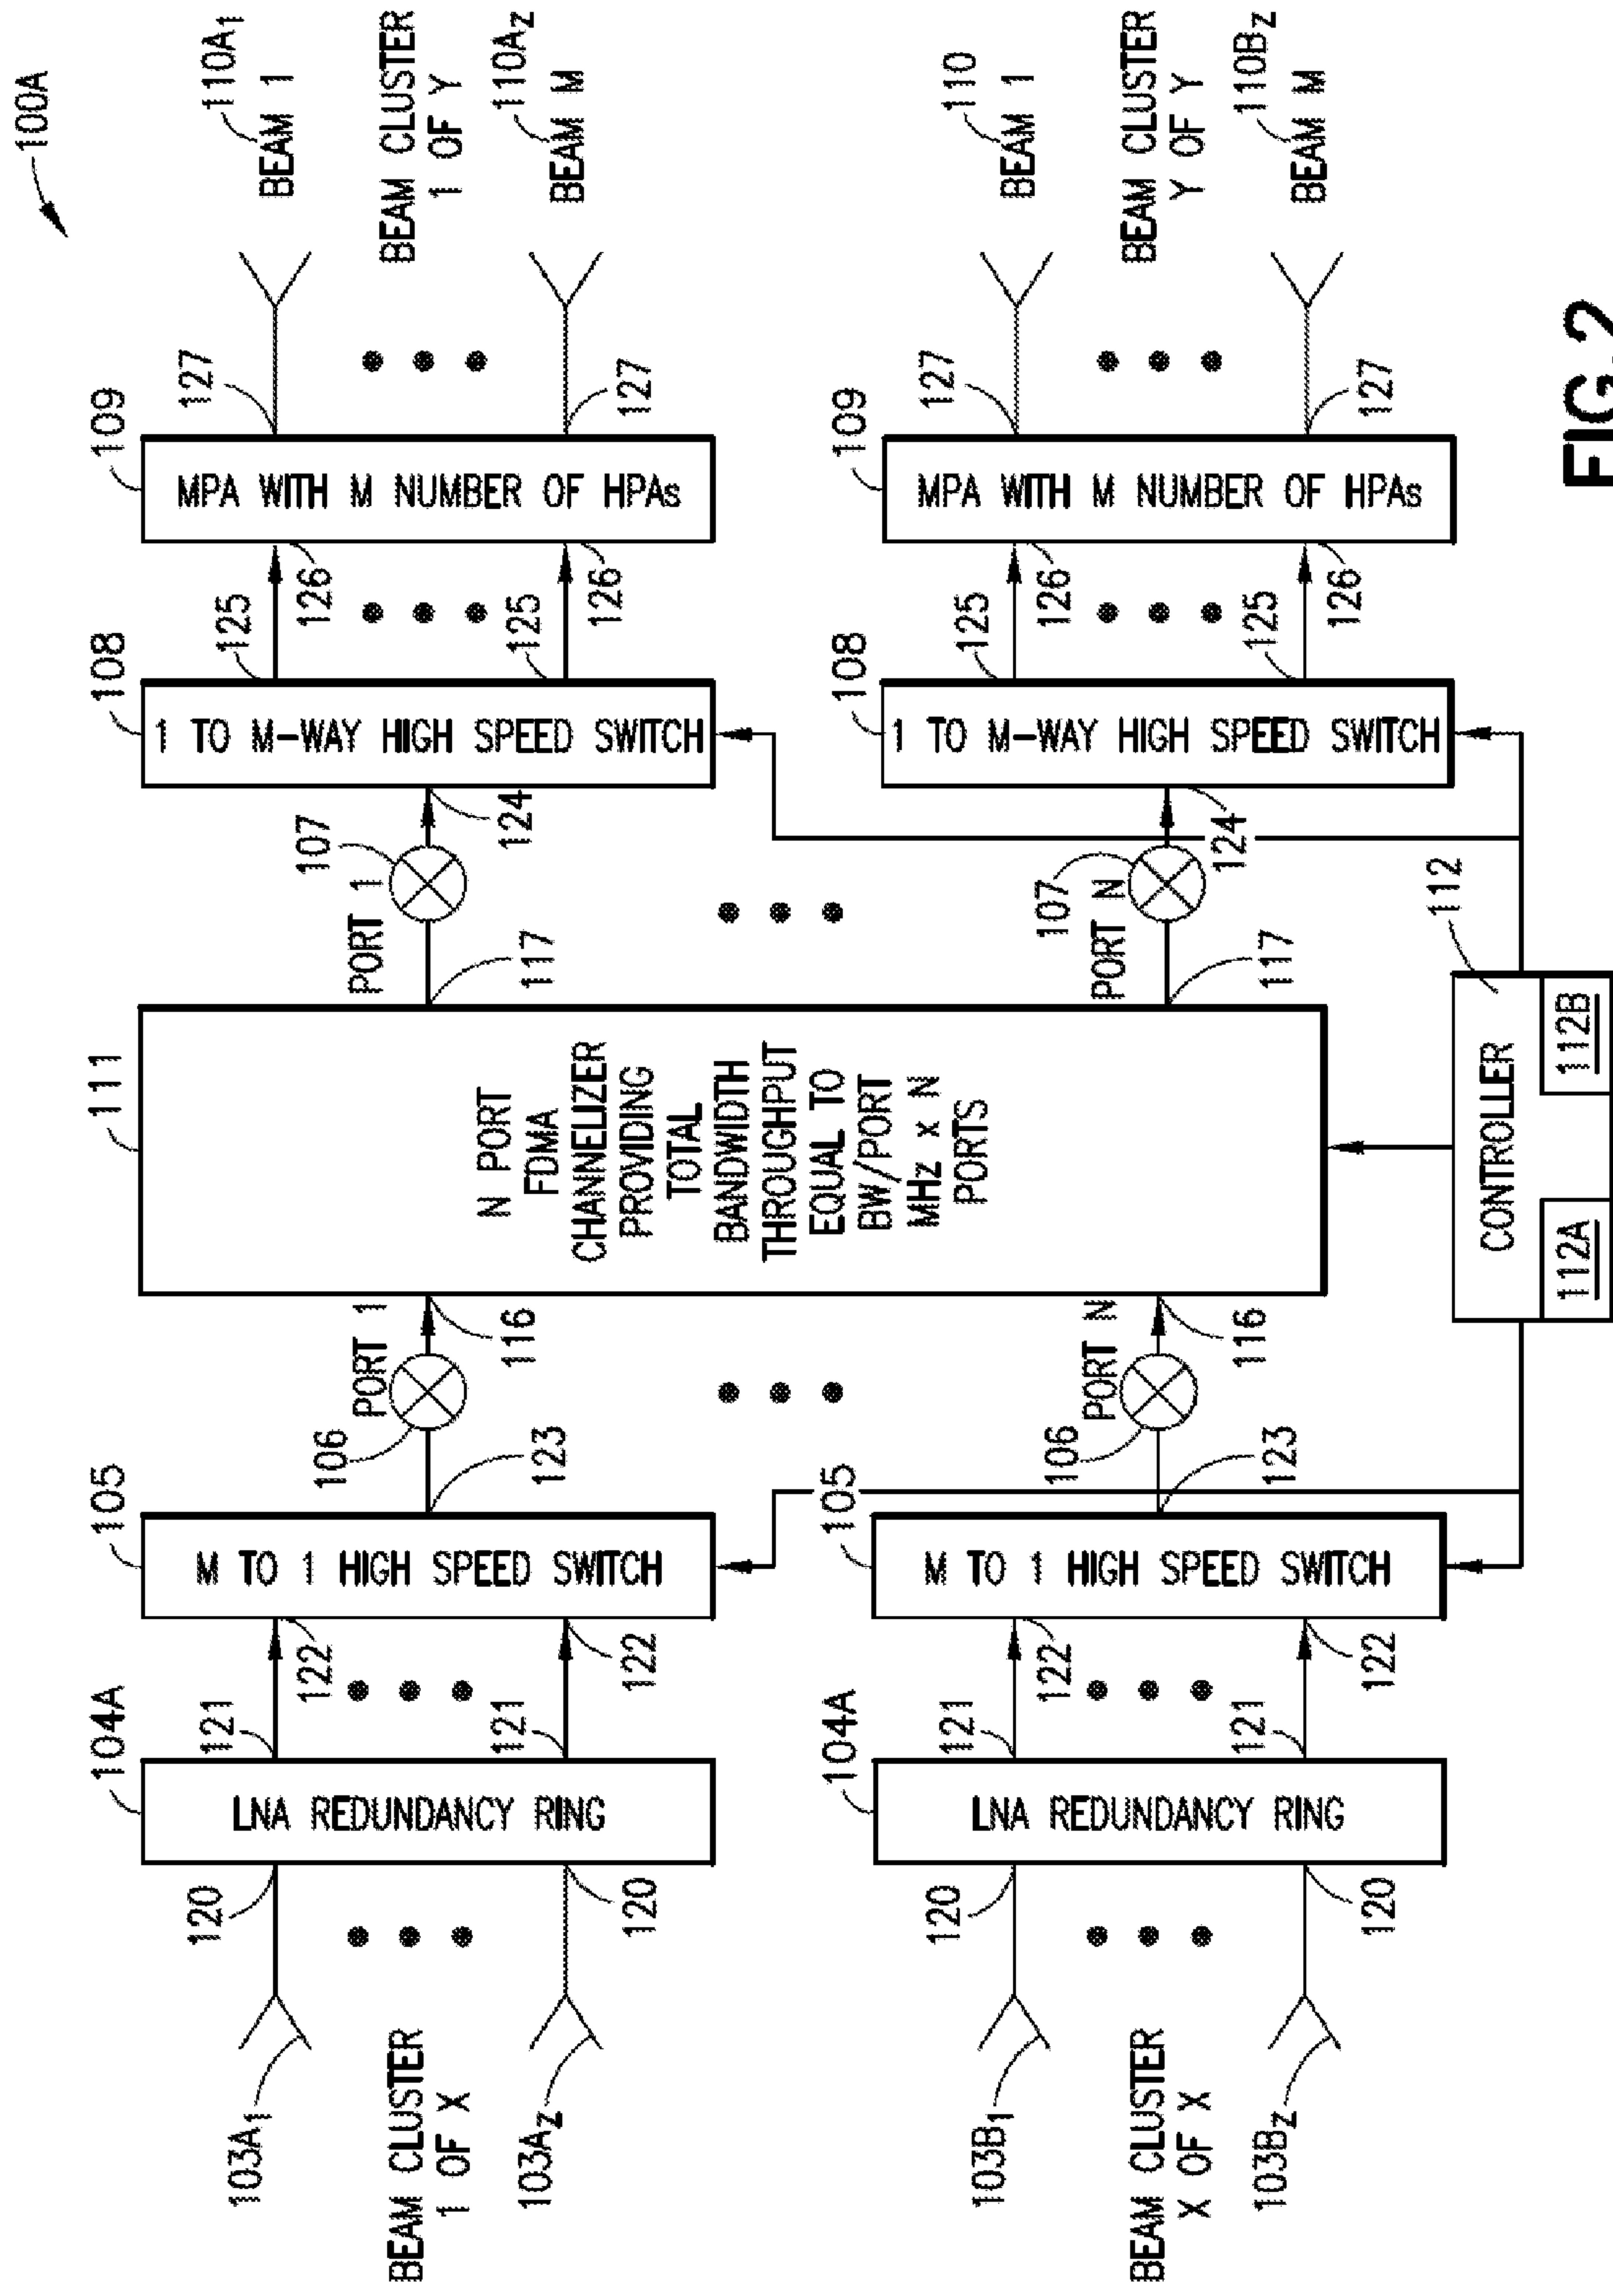 100A
103A1
BEAM CLUSTER
1 OF X
103AZ
120
120
104A
LNA REDUNDANCY RING
121
121
122
122
105
M TO 1 HIGH SPEED SWITCH
123
106
PORT 1
116
111
N PORT
FDMA
CHANNELIZER
PROVIDING
TOTAL
BANDWIDTH
THROUGHPUT
EQUAL TO
BW/PORT
MHz x N
PORTS
117
PORT 1
107
124
108
1 TO M-WAY HIGH SPEED SWITCH
125
125
126
126
109
MPA WITH M NUMBER OF HPAs
127
127
110A1
BEAM 1
BEAM CLUSTER
1 OF Y
110AZ
BEAM M
103B1
BEAM CLUSTER
X OF X
103BZ
120
120
104A
LNA REDUNDANCY RING
121
121
122
122
105
M TO 1 HIGH SPEED SWITCH
123
106
PORT N
116
117
PORT N
107
124
108
1 TO M-WAY HIGH SPEED SWITCH
125
125
126
126
109
MPA WITH M NUMBER OF HPAs
127
127
110
BEAM 1
BEAM CLUSTER
Y OF Y
110BZ
BEAM M
112
CONTROLLER
112A
112B
FIG.2